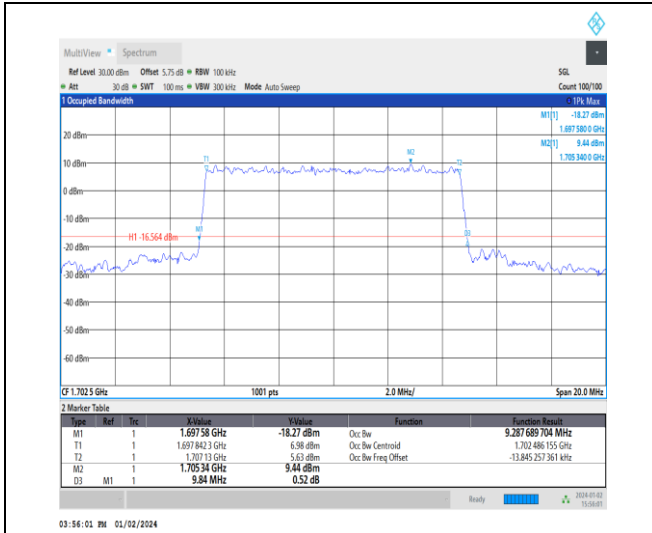 MultiView Spectrum
Ref Level 30.00 dBm Offset 5.75 dB RBW 100 kHz SGL
Att 30 dB SWT 100 ms VBW 300 kHz Mode Auto Sweep Count 100/100
1 Occupied Bandwidth 1Pk Max
M1[1] -18.27 dBm
1.697 580 0 GHz
20 dBm
M2[1] 9.44 dBm
1.705 340 0 GHz
M2
T1 T2
10 dBm
0 dBm
-10 dBm
M1 D3
H1 -16.564 dBm
-20 dBm
-30 dBm
-40 dBm
-50 dBm
-60 dBm
CF 1.702 5 GHz 1001 pts 2.0 MHz/ Span 20.0 MHz
2 Marker Table
Type Ref Trc X-Value Y-Value Function Function Result
M1 1 1.697 58 GHz -18.27 dBm Occ Bw 9.287 689 704 MHz
T1 1 1.697 842 3 GHz 6.98 dBm Occ Bw Centroid 1.702 486 155 GHz
T2 1 1.707 13 GHz 5.63 dBm Occ Bw Freq Offset -13.845 257 361 kHz
M2 1 1.705 34 GHz 9.44 dBm
D3 M1 1 9.84 MHz 0.52 dB
Ready 2024-01-02
15:56:01
03:56:01 PM 01/02/2024